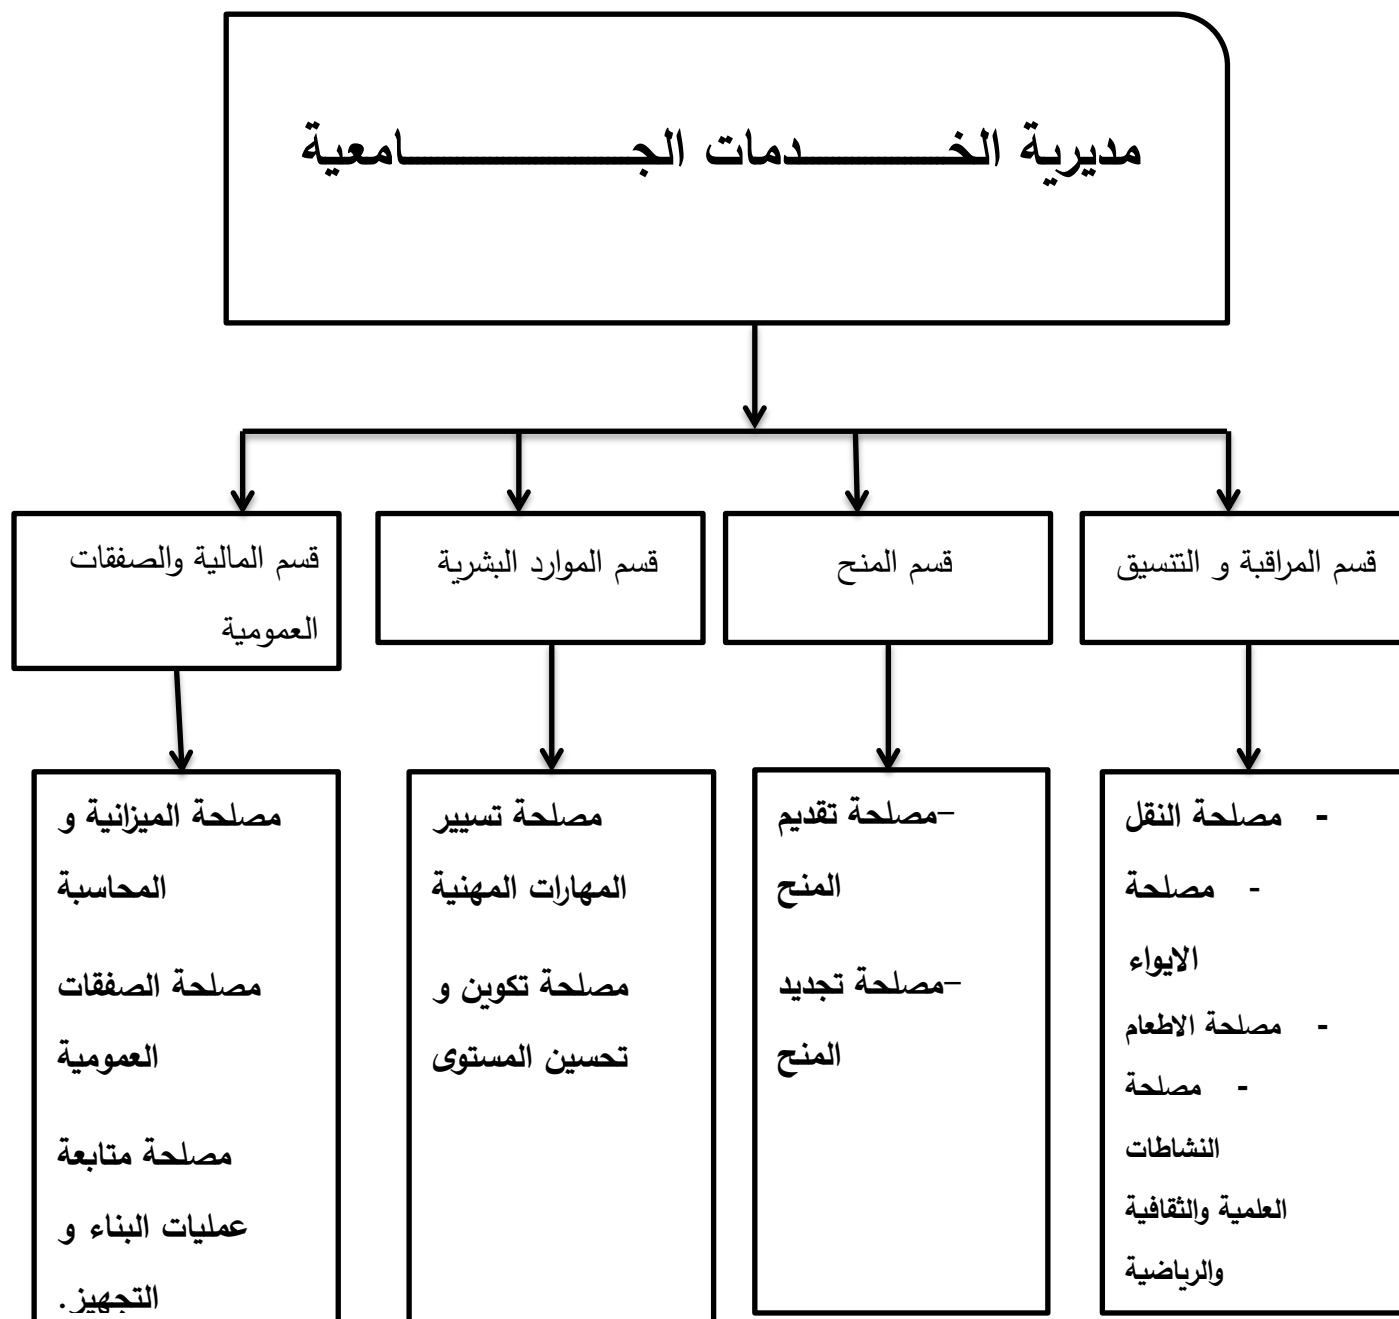 مديرية الخـــــــــدمات الجـــــــــــــــــامعية
قسم المراقبة و التنسيق
قسم المنح
قسم الموارد البشرية
قسم المالية والصفقات
العمومية
- مصلحة النقل
- مصلحة
الايواء
- مصلحة الاطعام
- مصلحة
النشاطات
العلمية والثقافية
والرياضية
–مصلحة تقديم
المنح
–مصلحة تجديد
المنح
مصلحة تسيير
المهارات المهنية
مصلحة تكوين و
تحسين المستوى
مصلحة الميزانية و
المحاسبة
مصلحة الصفقات
العمومية
مصلحة متابعة
عمليات البناء و
التجهيز.